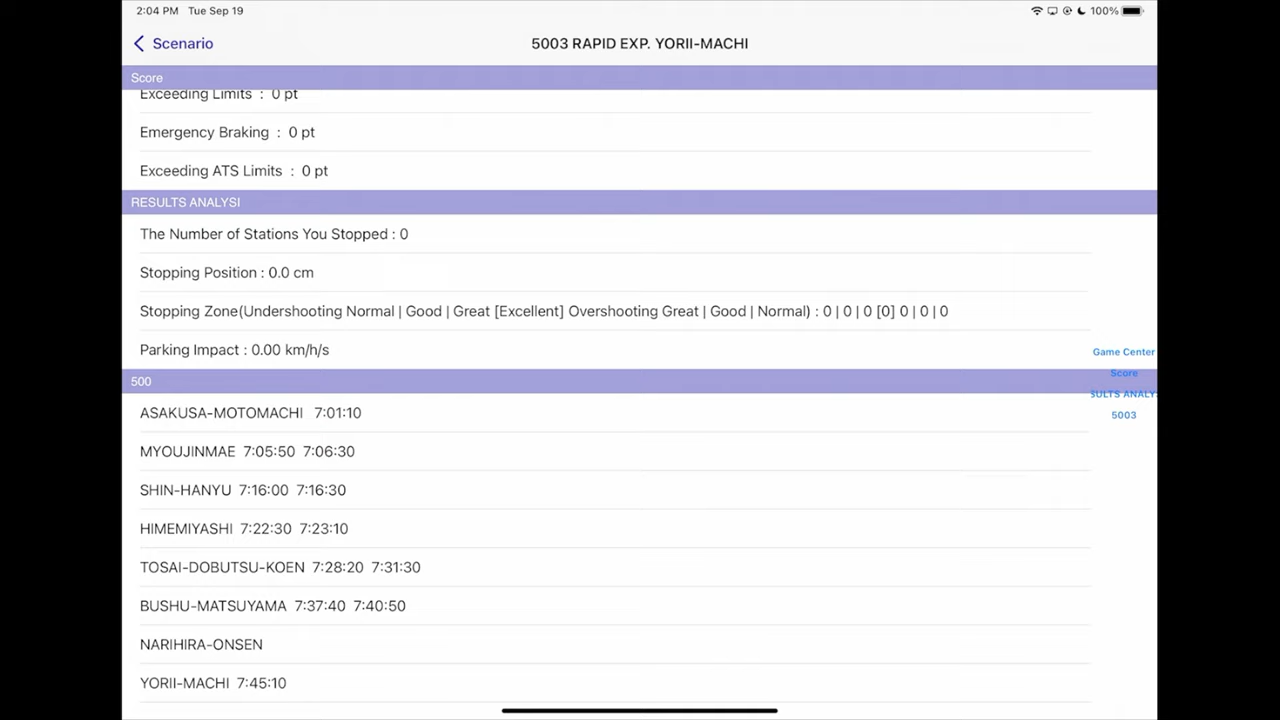 2:04 PM Tue Sep 19 100%
Scenario
5003 RAPID EXP. YORII-MACHI
Score
Exceeding Limits : 0 pt
Emergency Braking : 0 pt
Exceeding ATS Limits : 0 pt
RESULTS ANALYSI
The Number of Stations You Stopped : 0
Stopping Position : 0.0 cm
Stopping Zone(Undershooting Normal | Good | Great [Excellent] Overshooting Great | Good | Normal) : 0 | 0 | 0 [0] 0 | 0 | 0
Parking Impact : 0.00 km/h/s
Game Center
Score
SULTS ANALY
5003
500
ASAKUSA-MOTOMACHI 7:01:10
MYOUJINMAE 7:05:50 7:06:30
SHIN-HANYU 7:16:00 7:16:30
HIMEMIYASHI 7:22:30 7:23:10
TOSAI-DOBUTSU-KOEN 7:28:20 7:31:30
BUSHU-MATSUYAMA 7:37:40 7:40:50
NARIHIRA-ONSEN
YORII-MACHI 7:45:10